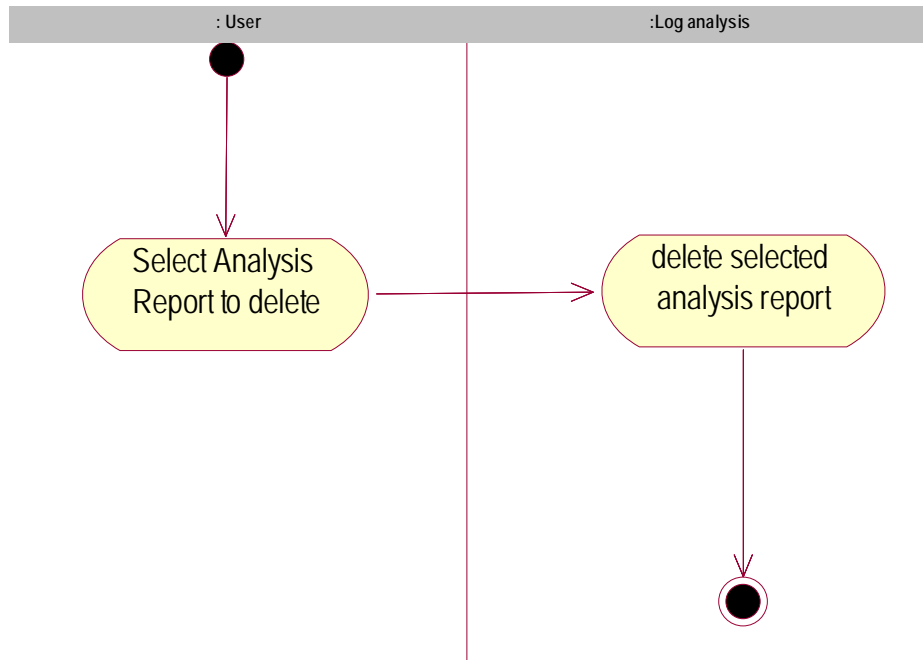 : User
:Log analysis
Select Analysis
Report to delete
delete selected
analysis report